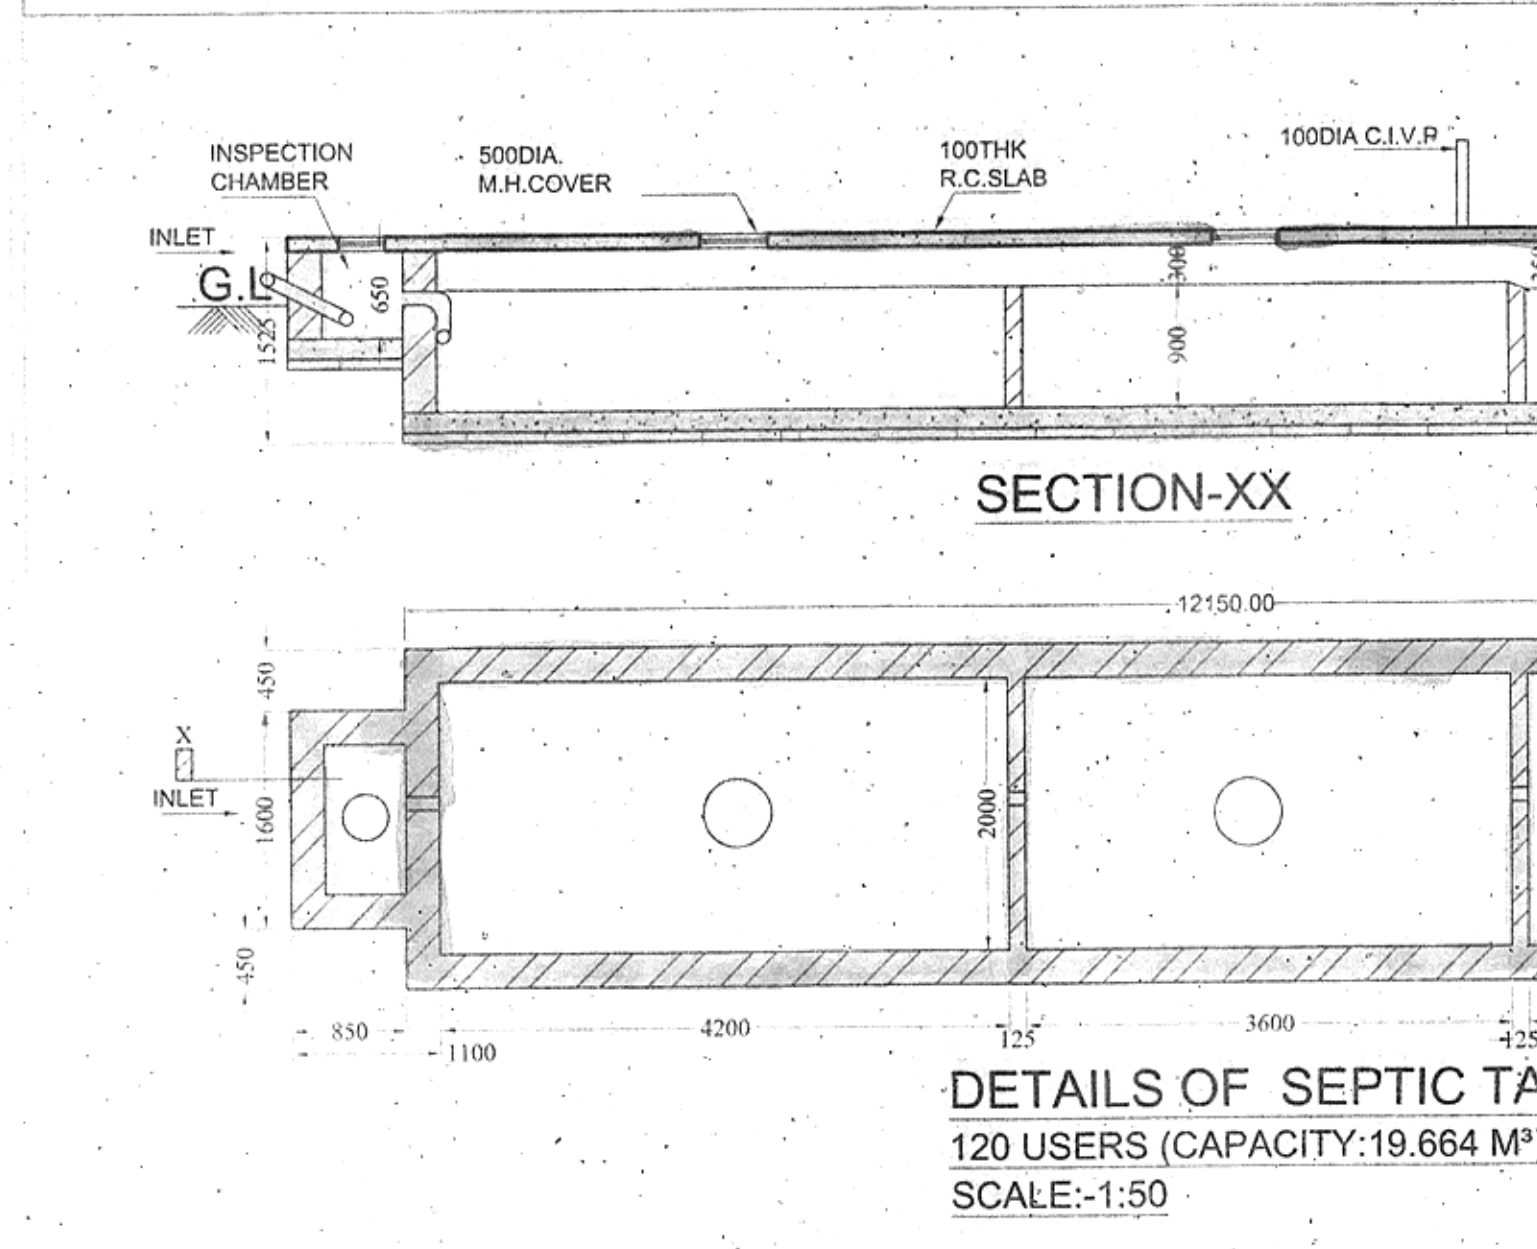 INSPECTION
CHAMBER
500DIA.
M.H.COVER
100THK
R.C.SLAB
100DIA C.I.V.P
INLET
G.L
650
1525
300
900
SECTION-XX
12150.00
450
X
INLET
1600
2000
450
850
4200
125
3600
125
1100
DETAILS OF SEPTIC TA
120 USERS (CAPACITY:19.664 M³)
SCALE:-1:50